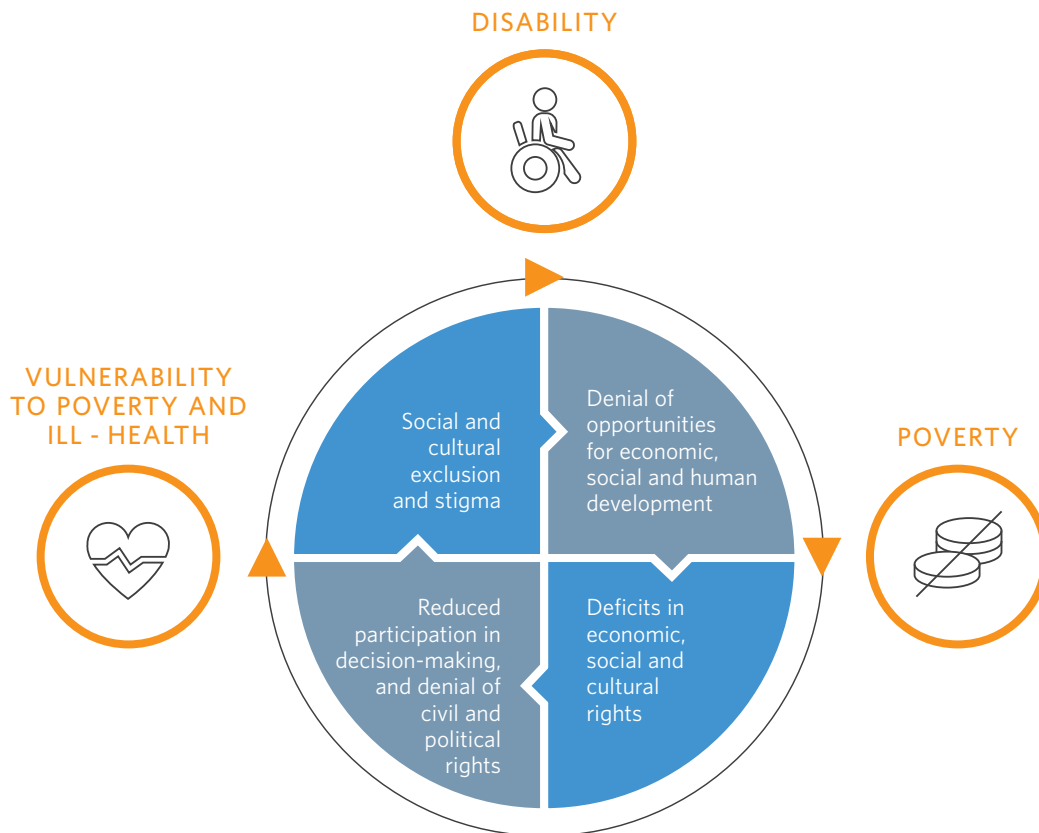 DISABILITY
VULNERABILITY
TO POVERTY AND
ILL - HEALTH
POVERTY
Social and
cultural
exclusion
and stigma
Denial of
opportunities
for economic,
social and human
development
Reduced
participation in
decision-making,
and denial of
civil and
political
rights
Deficits in
economic,
social and
cultural
rights